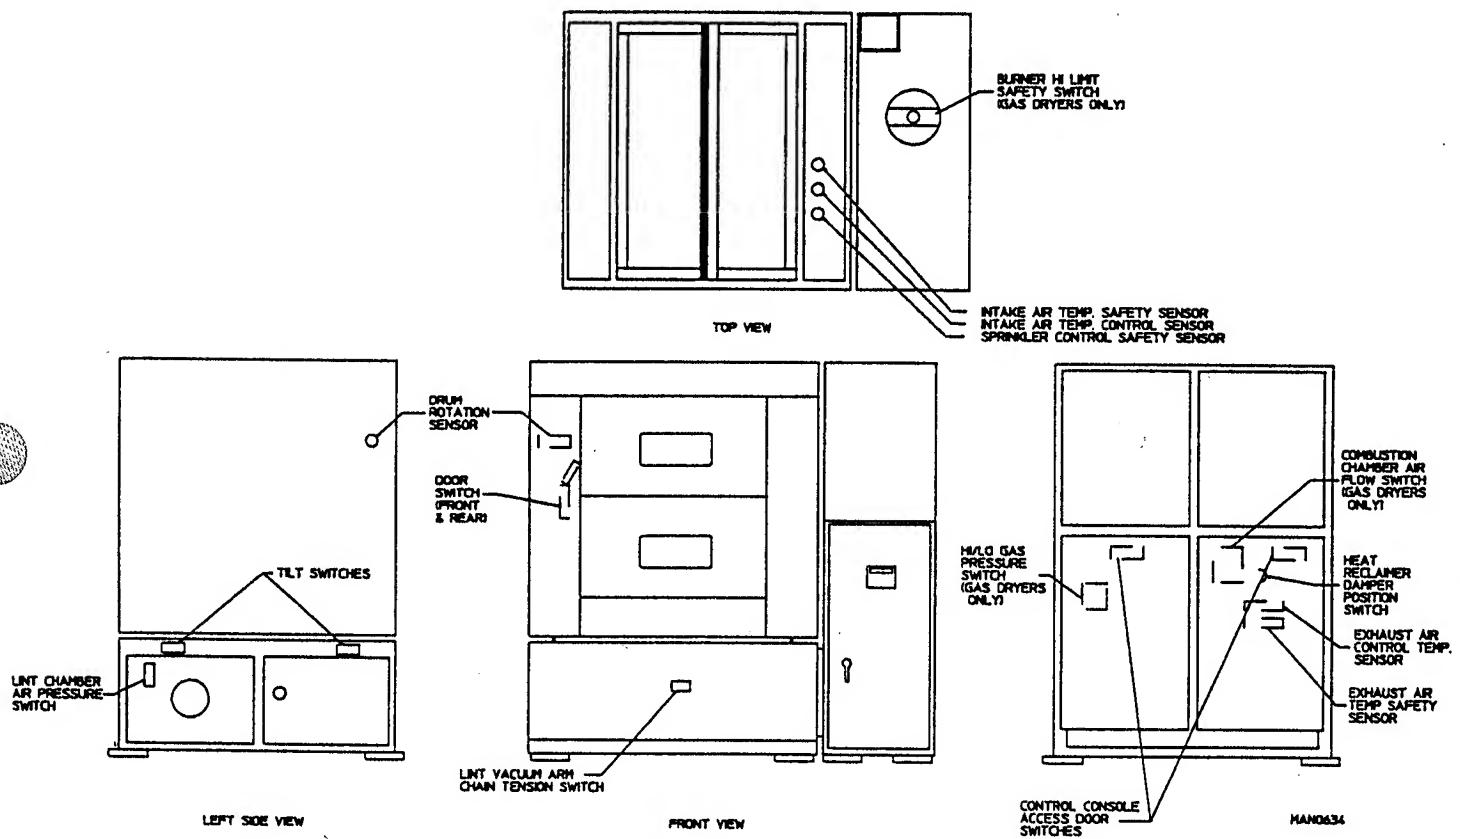 BURNER HI LIMIT
SAFETY SWITCH
(GAS DRYERS ONLY)
INTAKE AIR TEMP. SAFETY SENSOR
INTAKE AIR TEMP. CONTROL SENSOR
SPRINKLER CONTROL SAFETY SENSOR
TOP VIEW
DRUM
ROTATION
SENSOR
DOOR
SWITCH
(FRONT
& REAR)
TILT SWITCHES
LINT CHAMBER
AIR PRESSURE
SWITCH
LINT VACUUM ARM
CHAIN TENSION SWITCH
LEFT SIDE VIEW
FRONT VIEW
COMBUSTION
CHAMBER AIR
FLOW SWITCH
(GAS DRYERS
ONLY)
HI/LO GAS
PRESSURE
SWITCH
(GAS DRYERS
ONLY)
HEAT
RECLAIMER
DAMPER
POSITION
SWITCH
EXHAUST AIR
CONTROL TEMP.
SENSOR
EXHAUST AIR
TEMP SAFETY
SENSOR
CONTROL CONSOLE
ACCESS DOOR
SWITCHES
MAN0634